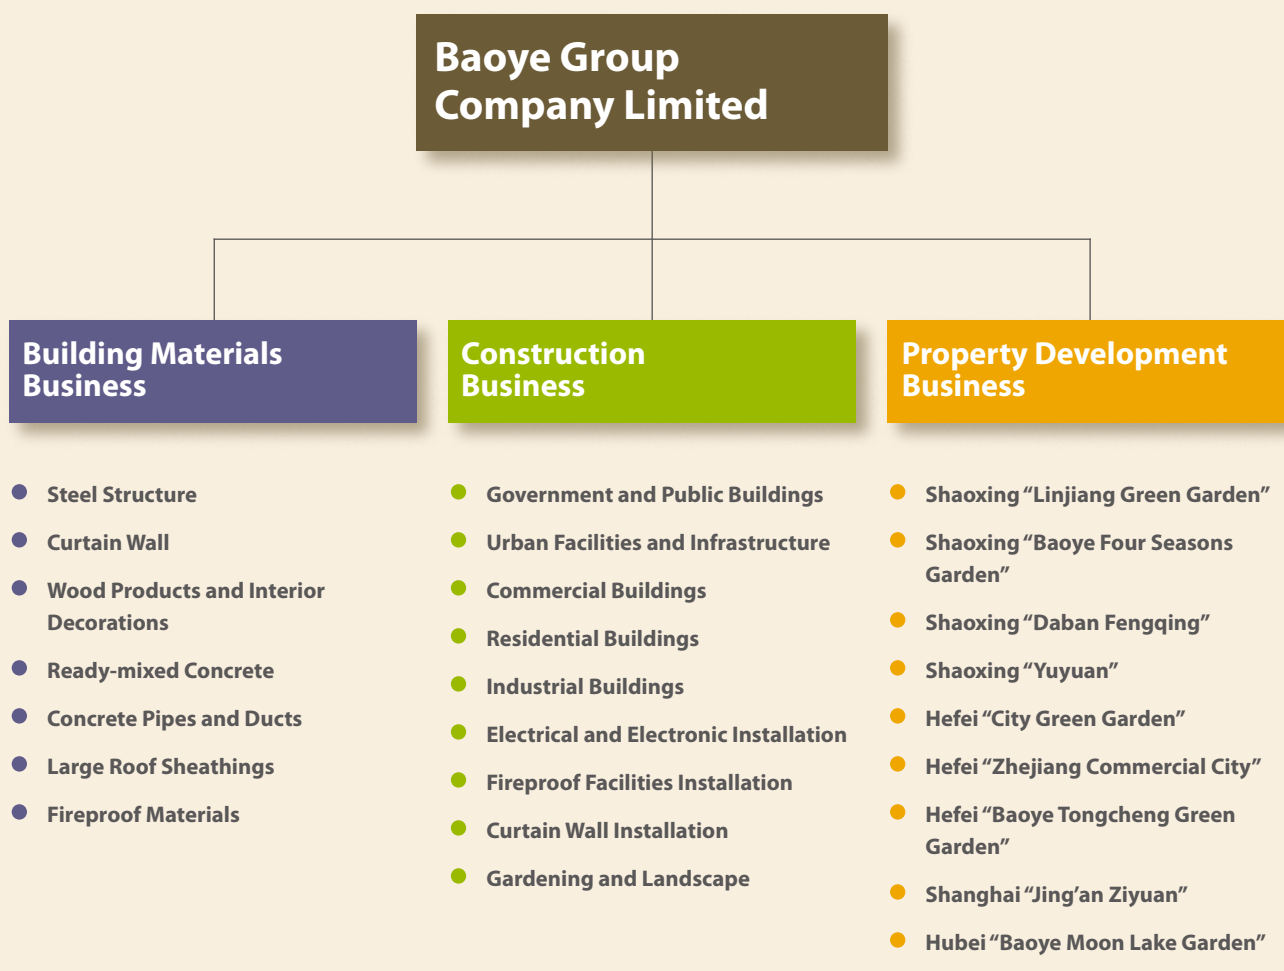 Baoye Group
Company Limited
Building Materials
Business
Steel Structure
Curtain Wall
Wood Products and Interior
Decorations
Ready-mixed Concrete
Concrete Pipes and Ducts
Large Roof Sheathings
Fireproof Materials
Construction
Business
Government and Public Buildings
Urban Facilities and Infrastructure
Commercial Buildings
Residential Buildings
Industrial Buildings
Electrical and Electronic Installation
Fireproof Facilities Installation
Curtain Wall Installation
Gardening and Landscape
Property Development
Business
Shaoxing “Linjiang Green Garden”
Shaoxing “Baoye Four Seasons
Garden”
Shaoxing “Daban Fengqing”
Shaoxing “Yuyuan”
Hefei “City Green Garden”
Hefei “Zhejiang Commercial City”
Hefei “Baoye Tongcheng Green
Garden”
Shanghai “Jing’an Ziyuan”
Hubei “Baoye Moon Lake Garden”